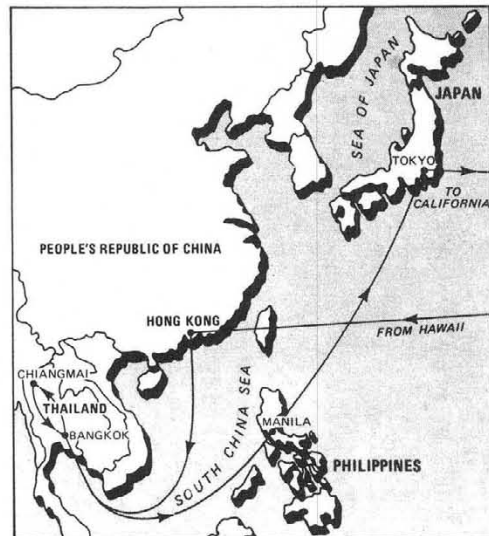 SEA OF JAPAN
JAPAN
TOKYO
TO
CALIFORNIA
PEOPLE'S REPUBLIC OF CHINA
HONG KONG
FROM HAWAII
CHIANGMAI
THAILAND
BANGKOK
SOUTH CHINA SEA
MANILA
PHILIPPINES